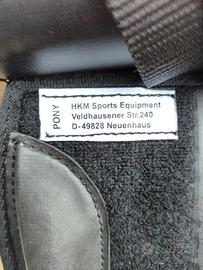 PONY
HKM Sports Equipment
Veldhausener Str.240
D-49828 Neuenhaus